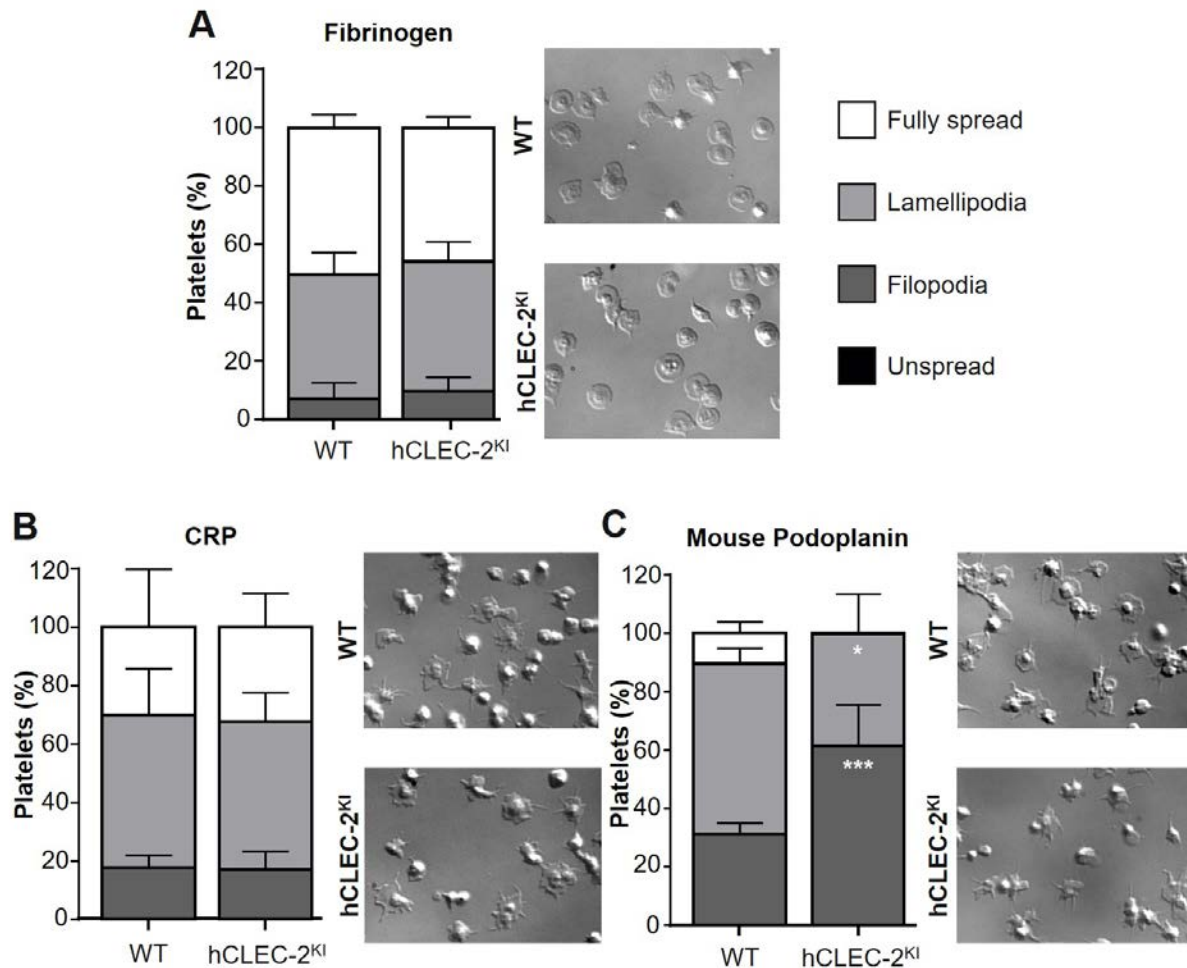 A
Fibrinogen
120
100
80
60
40
20
0
Platelets (%)
WT
hCLEC-2KI
WT
hCLEC-2KI
Fully spread
Lamellipodia
Filopodia
Unspread
B
CRP
120
100
80
60
40
20
0
Platelets (%)
WT
hCLEC-2KI
WT
hCLEC-2KI
C
Mouse Podoplanin
120
100
80
60
40
20
0
Platelets (%)
*
***
WT
hCLEC-2KI
WT
hCLEC-2KI